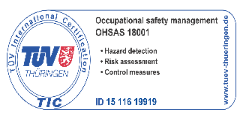 TÜV International Certification
TÜV
THÜRINGEN
TIC
Occupational safety management
OHSAS 18001
• Hazard detection
• Risk assessment
• Control measures
ID 15 116 19919
www.tuev-thueringen.de